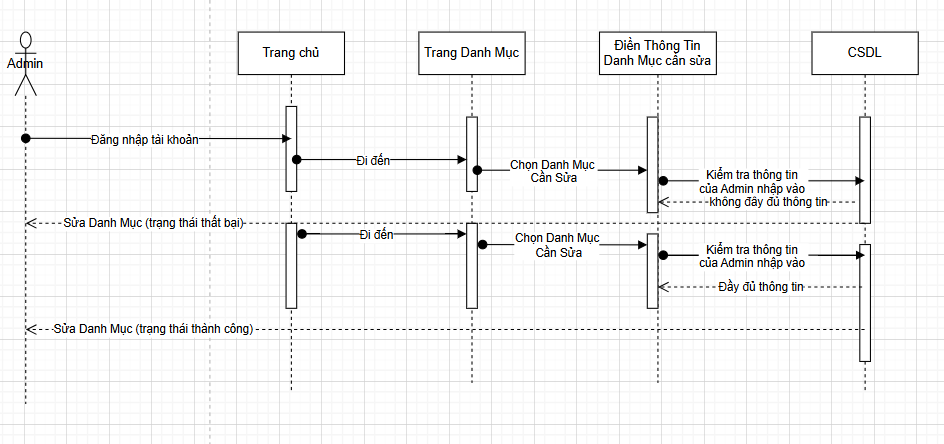 Admin
Trang chủ
Trang Danh Mục
Điền Thông Tin
Danh Mục cần sửa
CSDL
Đăng nhập tải khoản
Đi đến
Chọn Danh Mục
Cần Sửa
Kiểm tra thông tin
của Admin nhập vào
không đầy đủ thông tin
Sửa Danh Mục (trạng thái thất bại)
Đi đến
Chọn Danh Mục
Cần Sửa
Kiểm tra thông tin
của Admin nhập vào
Đầy đủ thông tin
Sửa Danh Mục (trạng thái thành công)